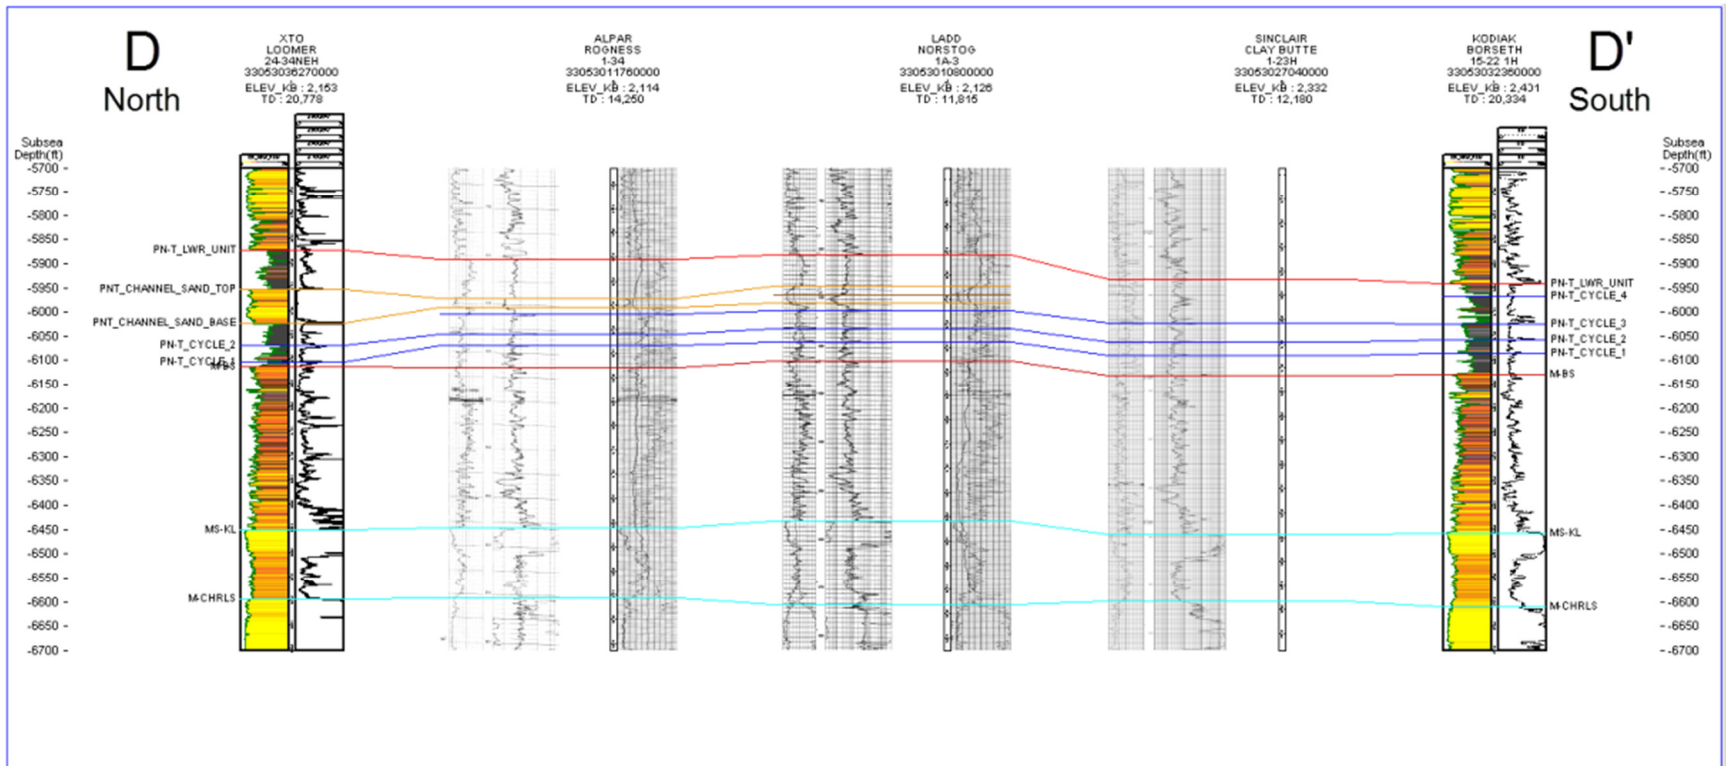 D
North
XTO
LOOMER
24-34NEH
33053036270000
ELEV_KB : 2,153
TD : 20,778
ALPAR
ROGNESS
1-34
33053011760000
ELEV_KB : 2,114
TD : 14,250
LADD
NORSTOG
1A-3
33053010800000
ELEV_KB : 2,126
TD : 11,815
SINCLAIR
CLAY BUTTE
1-23H
33053027040000
ELEV_KB : 2,332
TD : 12,180
KODIAK
BORSETH
15-22 1H
33053032360000
ELEV_KB : 2,401
TD : 20,334
D'
South
Subsea
Depth(ft)
-5700 -
-5750 -
-5800 -
-5850 -
-5900 -
-5950 -
-6000 -
-6050 -
-6100 -
-6150 -
-6200 -
-6250 -
-6300 -
-6350 -
-6400 -
-6450 -
-6500 -
-6550 -
-6600 -
-6650 -
-6700 -
PN-T_LWR_UNIT
PNT_CHANNEL_SAND_TOP
PNT_CHANNEL_SAND_BASE
PN-T_CYCLE_2
PN-T_CYCLE_1
M-BS
MS-KL
M-CHRLS
PN-T_LWR_UNIT
PN-T_CYCLE_4
PN-T_CYCLE_3
PN-T_CYCLE_2
PN-T_CYCLE_1
M-BS
MS-KL
M-CHRLS
Subsea
Depth(ft)
- -5700
- -5750
- -5800
- -5850
- -5900
- -5950
- -6000
- -6050
- -6100
- -6150
- -6200
- -6250
- -6300
- -6350
- -6400
- -6450
- -6500
- -6550
- -6600
- -6650
- -6700